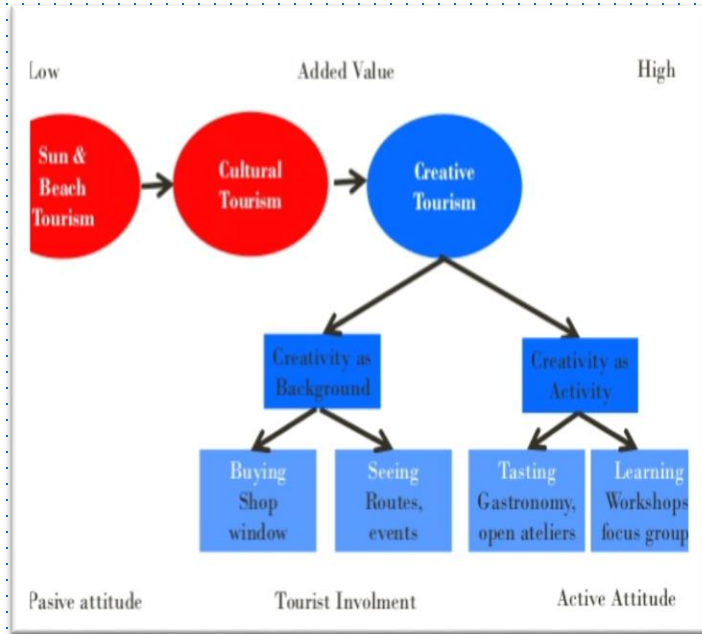 Low Added Value High
Sun &
Beach
Tourism
Cultural
Tourism
Creative
Tourism
Creativity as
Background
Creativity as
Activity
Buying
Shop
window
Seeing
Routes,
events
Tasting
Gastronomy,
open ateliers
Learning
Workshops
focus group
Pasive attitude Tourist Involment Active Attitude